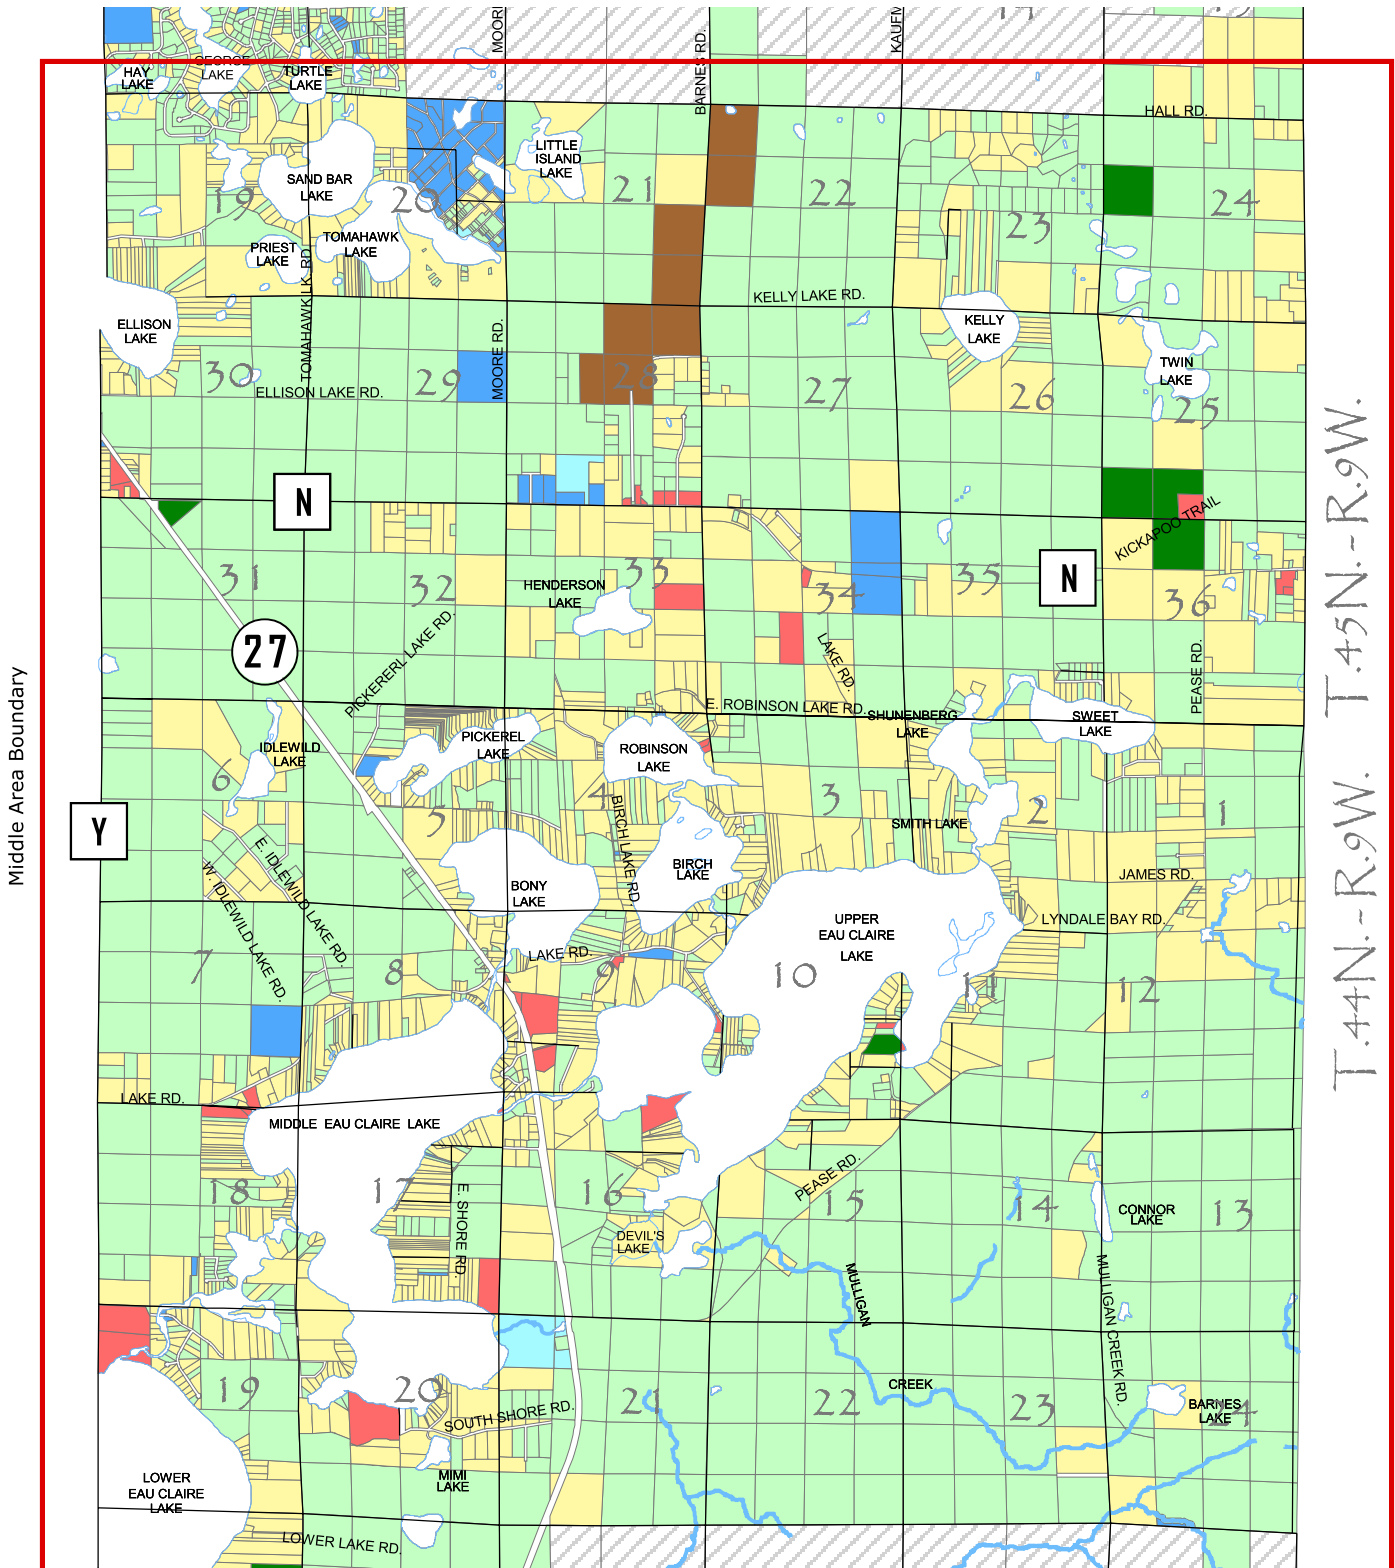 MOORE
KAUFM
BARNES RD.
HAY
LAKE
GEORGE
LAKE
TURTLE
LAKE
HALL RD.
LITTLE
ISLAND
LAKE
SAND BAR
LAKE
19
20
21
22
23
24
PRIEST
LAKE
TOMAHAWK
LAKE
TOMAHAWK LK. RD.
KELLY LAKE RD.
ELLISON
LAKE
KELLY
LAKE
TWIN
LAKE
MOORE RD.
30
29
28
27
26
25
ELLISON LAKE RD.
N
KICKAPOO TRAIL
T.45N.-R.9W.
31
32
33
34
35
36
HENDERSON
LAKE
N
27
PICKERERL LAKE RD.
LAKE RD.
PEASE RD.
E. ROBINSON LAKE RD.
SHUNENBERG
LAKE
SWEET
LAKE
Middle Area Boundary
IDLEWILD
LAKE
PICKEREL
LAKE
ROBINSON
LAKE
6
5
4
3
2
1
Y
BIRCH LAKE RD.
SMITH LAKE
E. IDLEWILD LAKE RD.
W. IDLEWILD LAKE RD.
BIRCH
LAKE
BONY
LAKE
JAMES RD.
LYNDALE BAY RD.
UPPER
EAU CLAIRE
LAKE
LAKE RD.
7
8
9
10
11
12
T.44N.-R.9W.
LAKE RD.
MIDDLE EAU CLAIRE LAKE
18
17
16
15
14
13
E. SHORE RD.
PEASE RD.
CONNOR
LAKE
DEVIL'S
LAKE
MULLIGAN
MULLIGAN CREEK RD.
19
20
21
22
23
24
CREEK
SOUTH SHORE RD.
BARNES
LAKE
MIMI
LAKE
LOWER
EAU CLAIRE
LAKE
LOWER LAKE RD.